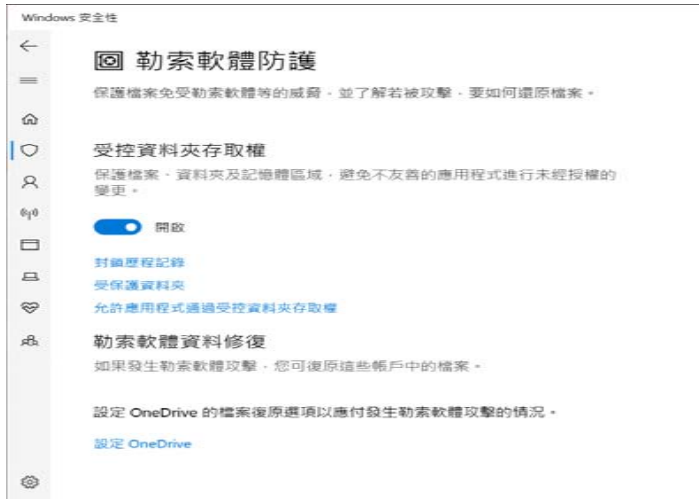 Windows 安全性
勒索軟體防護
保護檔案免受勒索軟體等的威脅，並了解若被攻擊，要如何還原檔案。
受控資料夾存取權
保護檔案、資料夾及記憶體區域，避免不友善的應用程式進行未經授權的
變更。
開啟
封鎖歷程記錄
受保護資料夾
允許應用程式通過受控資料夾存取權
勒索軟體資料修復
如果發生勒索軟體攻擊，您可復原這些帳戶中的檔案。
設定 OneDrive 的檔案復原選項以應付發生勒索軟體攻擊的情況。
設定 OneDrive